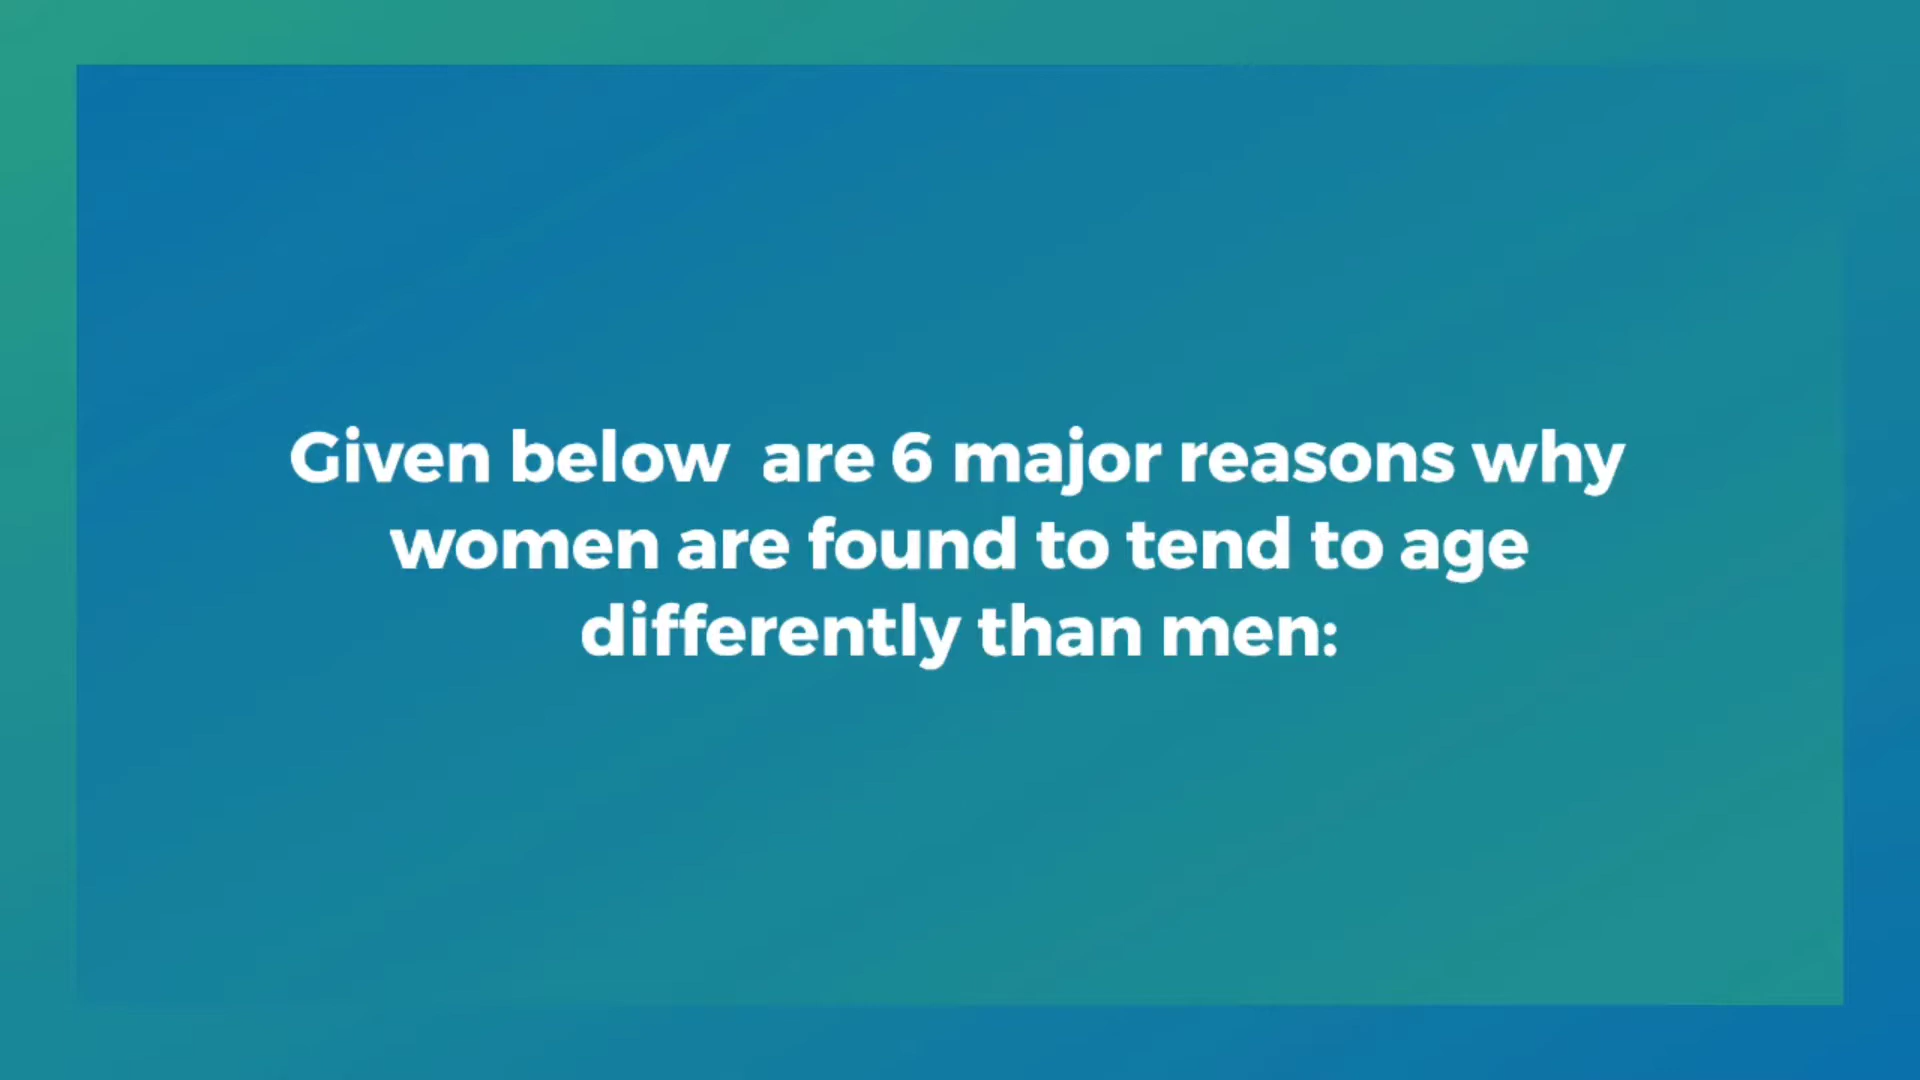 Given below  are 6 major reasons why
women are found to tend to age
differently than men: